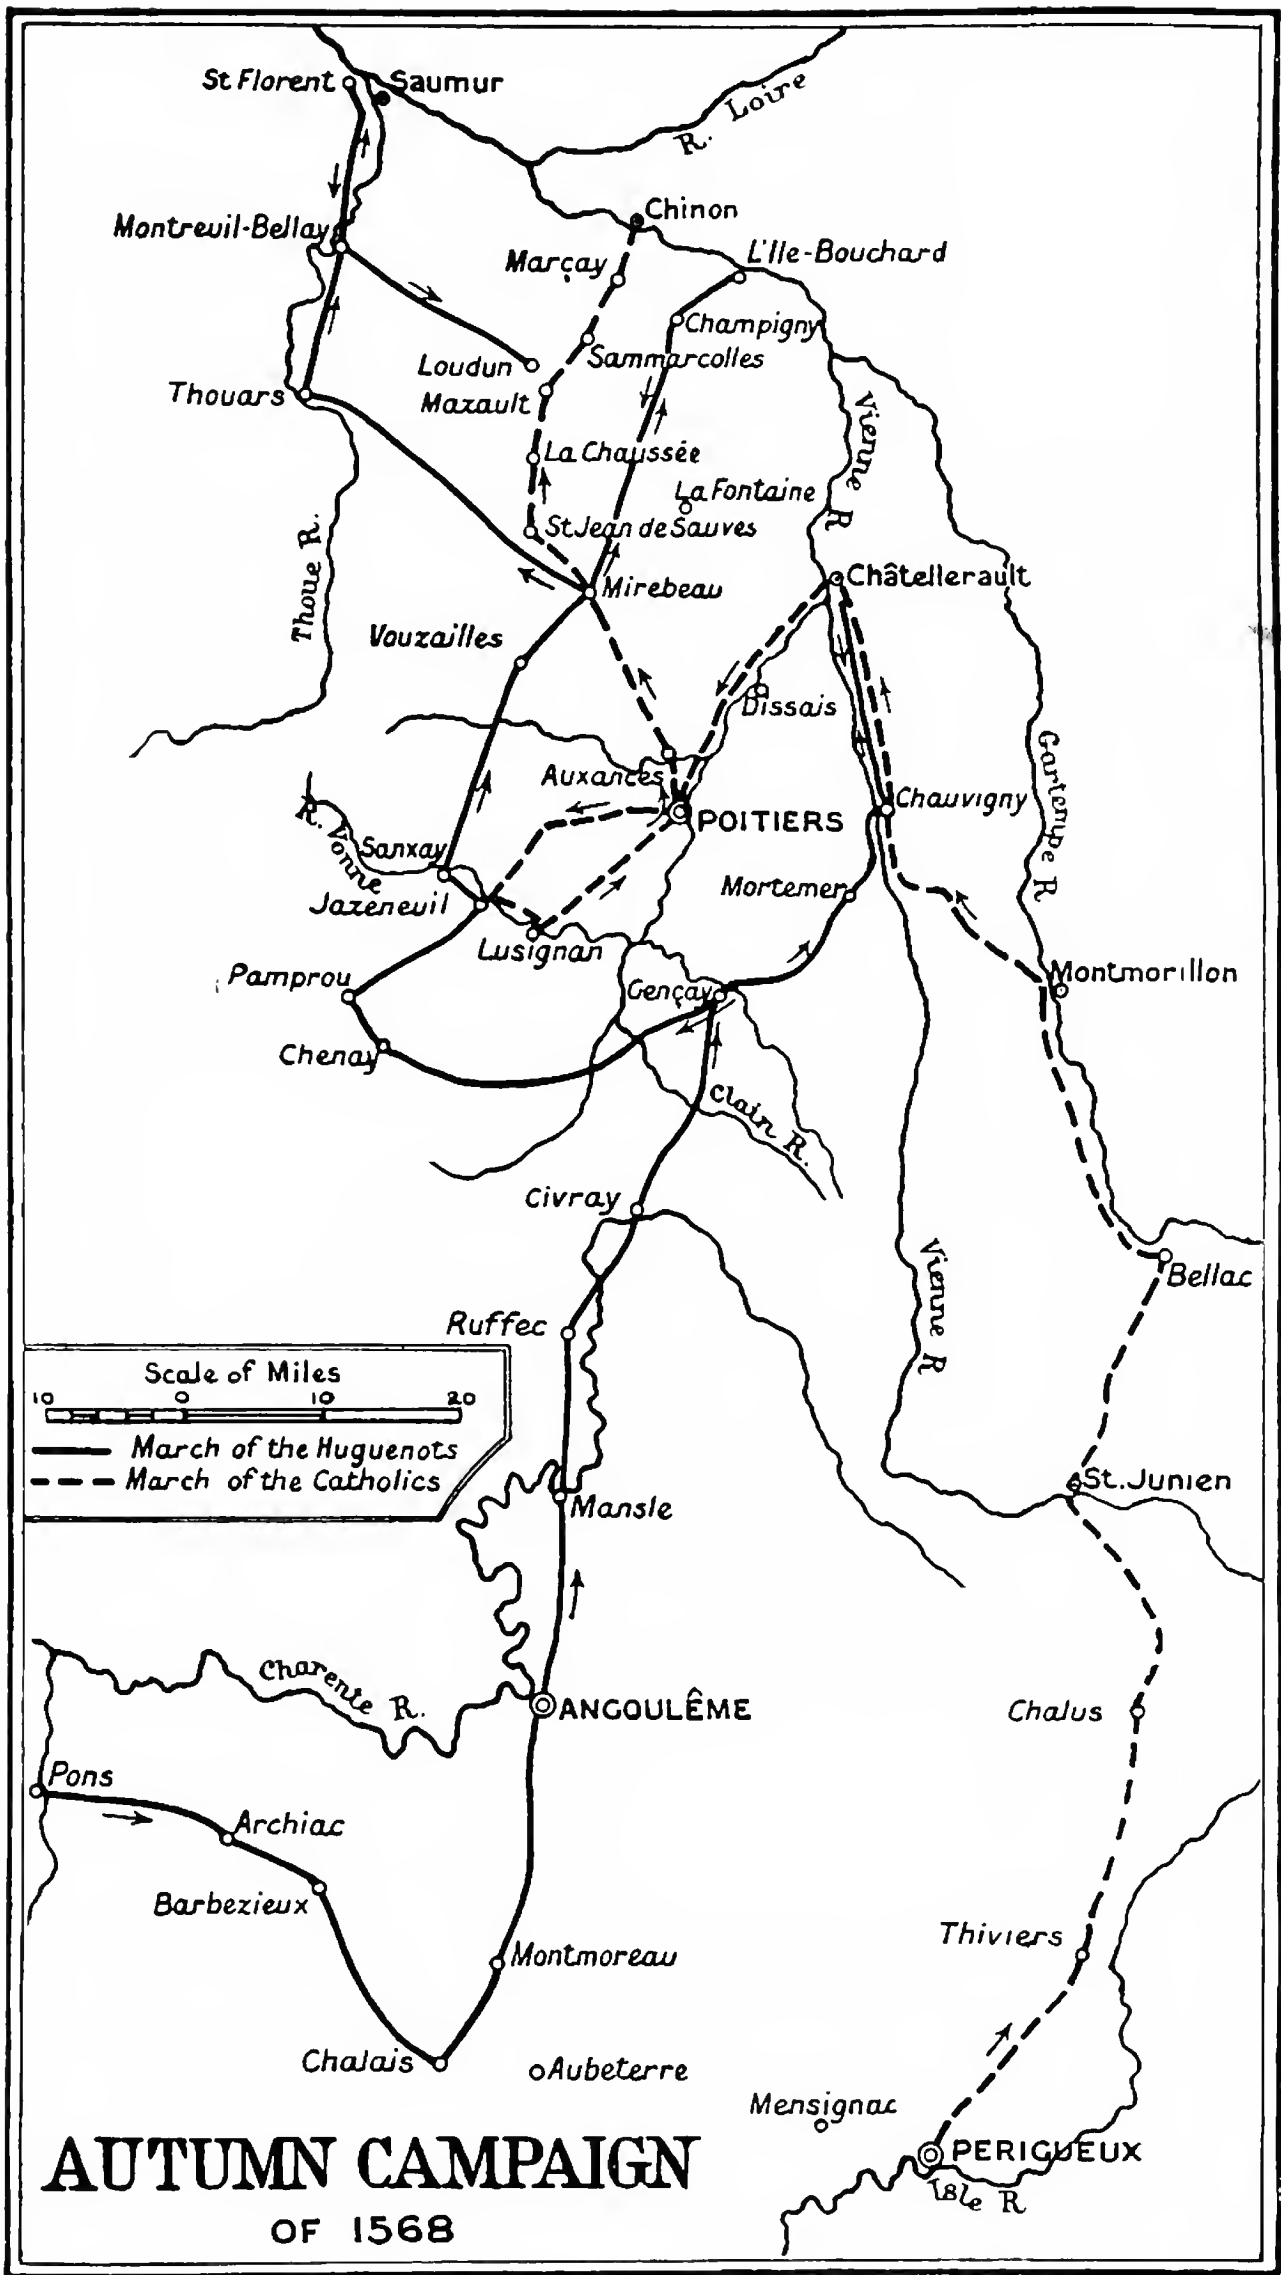 St Florent
Saumur
R. Loire
Montreuil-Bellay
Chinon
Marçay
L'Ile-Bouchard
Champigny
Sammarcolles
Loudun
Thouars
Mazault
Vienne R
La Chaussée
La Fontaine
St Jean de Sauves
Thoue R.
Châtellerault
Mirebeau
Vouzailles
Dissais
Gartempe R
Auxances
Chauvigny
POITIERS
R. Vonne
Sanxay
Mortemer
Jazeneuil
Lusignan
Pamprou
Gençay
Montmorillon
Chenay
Clain R.
Civray
Vienne R
Bellac
Ruffec
Scale of Miles
10 0 10 20
March of the Huguenots
March of the Catholics
St. Junien
Mansle
Charente R.
ANGOULÊME
Chalus
Pons
Archiac
Barbezieux
Thiviers
Montmoreau
Chalais
Aubeterre
Mensignac
PERIGUEUX
Isle R
AUTUMN CAMPAIGN
OF 1568